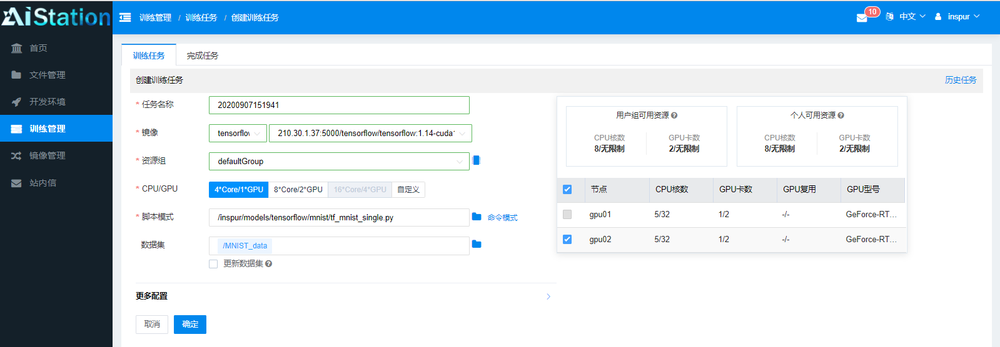 AiStation
训练管理 / 训练任务 / 创建训练任务
10
中文
inspur
首页
文件管理
开发环境
训练管理
镜像管理
站内信
训练任务
完成任务
创建训练任务
历史任务
* 任务名称
20200907151941
* 镜像
tensorflow
210.30.1.37:5000/tensorflow/tensorflow:1.14-cuda1
* 资源组
defaultGroup
* CPU/GPU
4*Core/1*GPU 8*Core/2*GPU 16*Core/4*GPU 自定义
* 脚本模式
/inspur/models/tensorflow/mnist/tf_mnist_single.py
命令模式
数据集
/MNIST_data
更新数据集
更多配置
取消
确定
用户组可用资源
CPU核数 GPU卡数
8/无限制 2/无限制
个人可用资源
CPU核数 GPU卡数
8/无限制 2/无限制
节点 CPU核数 GPU卡数 GPU复用 GPU型号
gpu01 5/32 1/2 -/- GeForce-RT...
gpu02 5/32 1/2 -/- GeForce-RT...